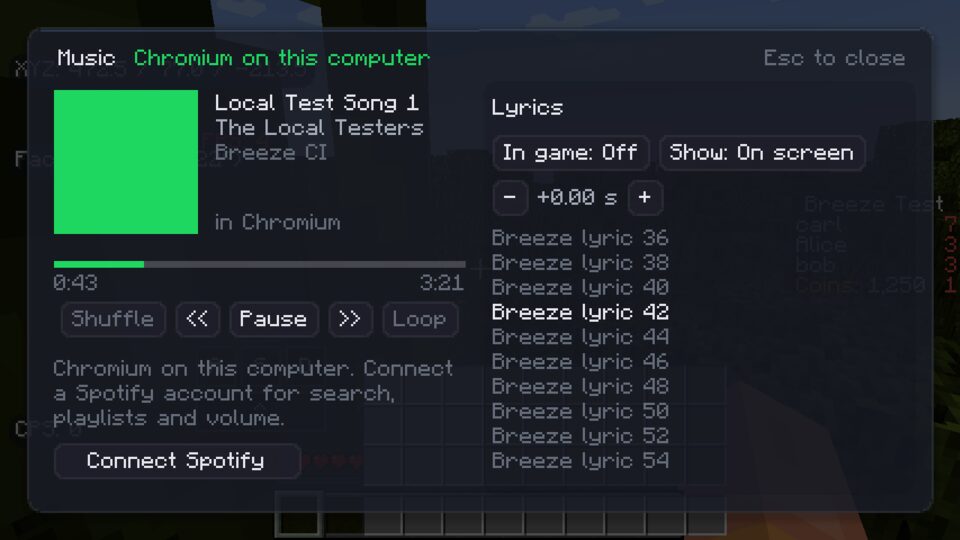 Music Chromium on this computer
Esc to close
Local Test Song 1
The Local Testers
Breeze CI
in Chromium
0:43
3:21
Shuffle
<<
Pause
>>
Loop
Chromium on this computer. Connect
a Spotify account for search,
playlists and volume.
Connect Spotify
Lyrics
In game: Off
Show: On screen
-
+0.00 s
+
Breeze lyric 36
Breeze lyric 38
Breeze lyric 40
Breeze lyric 42
Breeze lyric 44
Breeze lyric 46
Breeze lyric 48
Breeze lyric 50
Breeze lyric 52
Breeze lyric 54
Breeze Test
carl 7
Alice 3
bob 3
Coins: 1,250 1